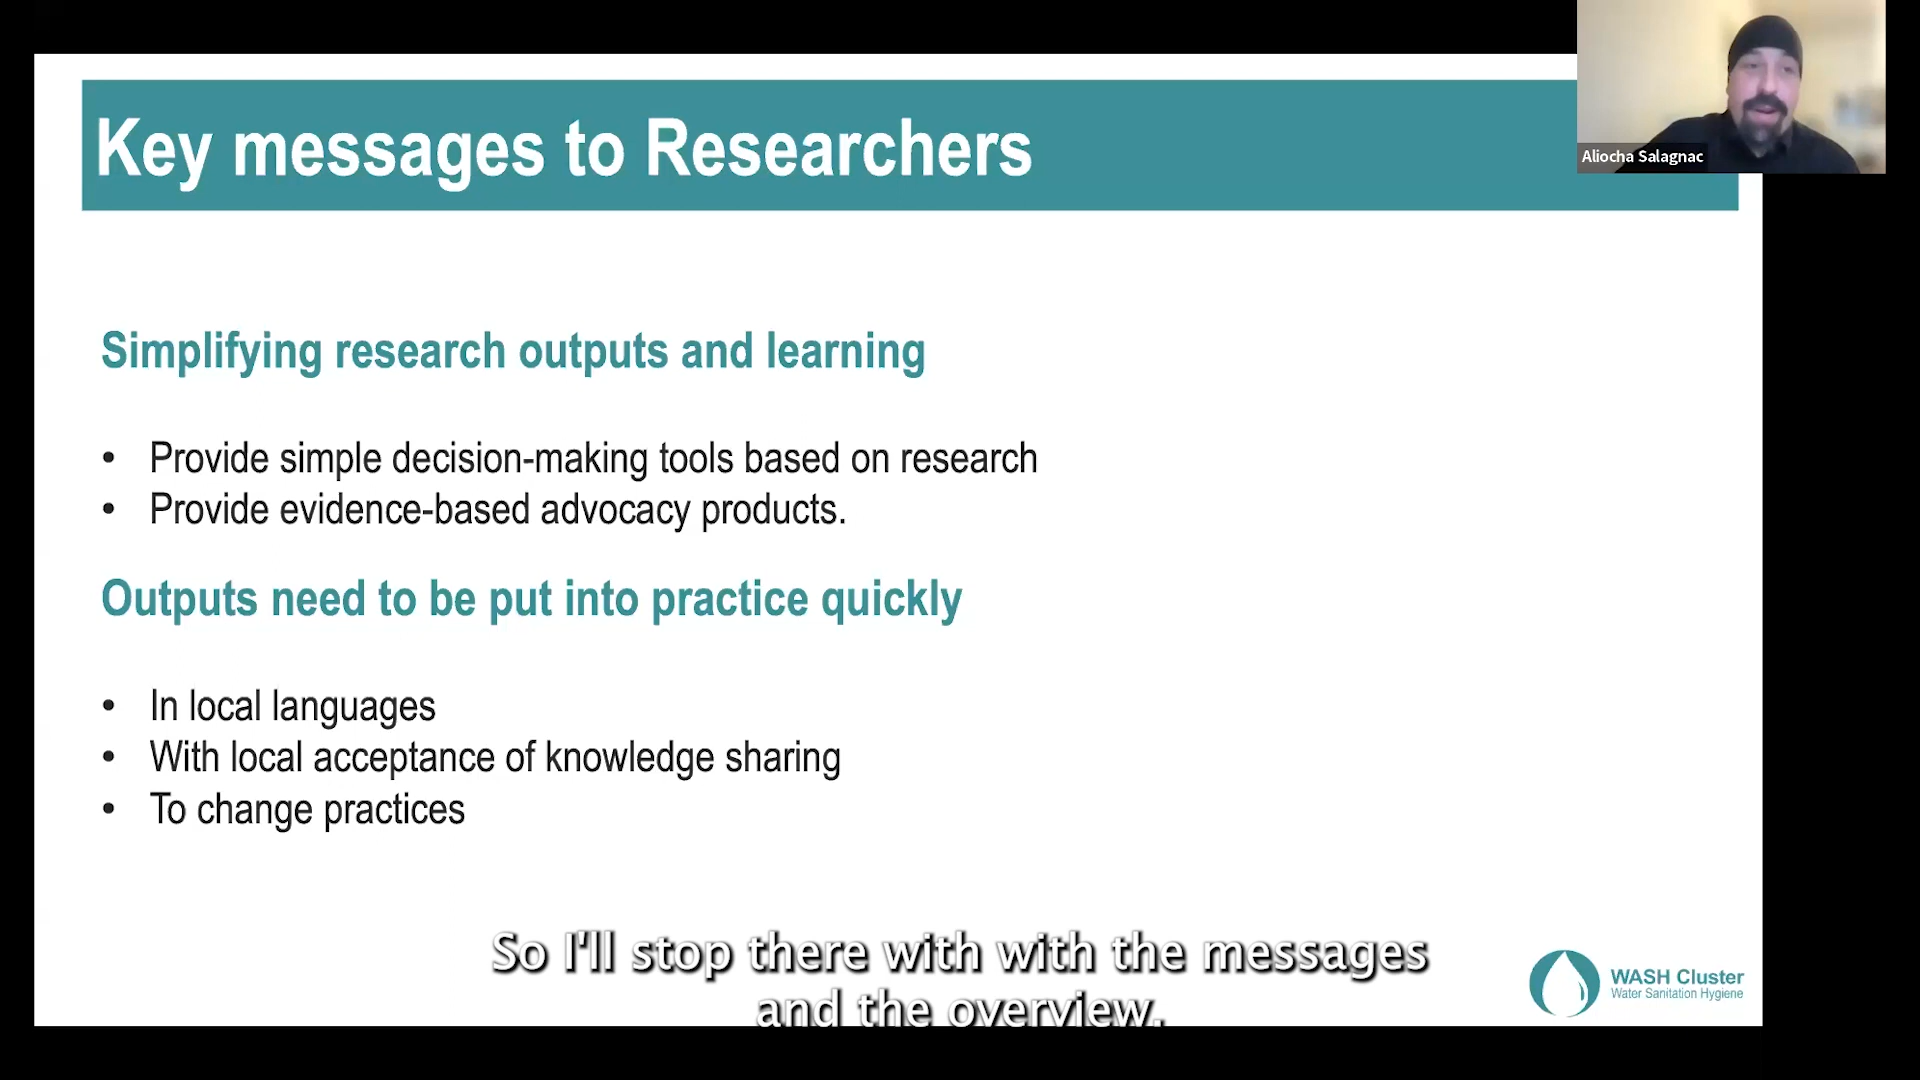 Key messages to Researchers
Aliocha Salagnac
Simplifying research outputs and learning
• Provide simple decision-making tools based on research
• Provide evidence-based advocacy products.
Outputs need to be put into practice quickly
• In local languages
• With local acceptance of knowledge sharing
• To change practices
So I'll stop there with with the messages
and the overview.
WASH Cluster
Water Sanitation Hygiene